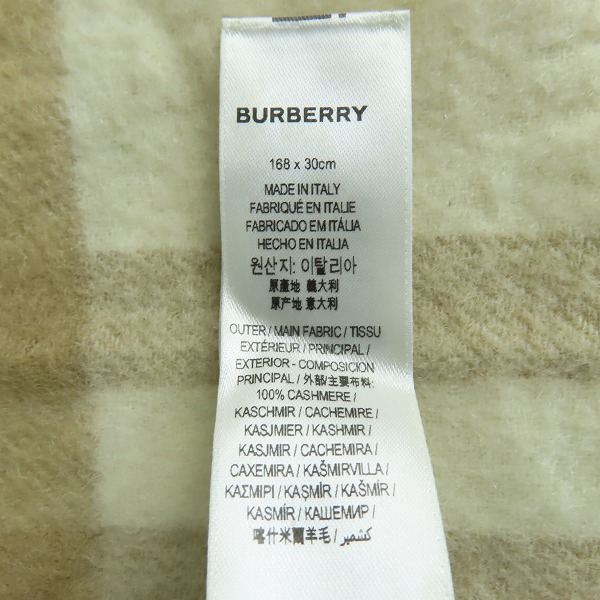 BURBERRY
168 x 30cm
MADE IN ITALY
FABRIQUÉ EN ITALIE
FABRICADO EM ITÁLIA
HECHO EN ITALIA
원산지: 이탈리아
原產地 義大利
原产地 意大利
OUTER / MAIN FABRIC / TISSU
EXTÉRIEUR / PRINCIPAL /
EXTERIOR - COMPOSICION
PRINCIPAL / 外部/主要布料:
100% CASHMERE /
KASCHMIR / CACHEMIRE /
KASJMIER / KASHMIR /
KASJMIR / CACHEMIRA /
CAXEMIRA / KAŠMIRVILLA /
ΚΑΣΜΙΡΙ / KAŞMİR / KAŠMÍR /
KASMÍR / КАШЕМИР /
喀什米爾羊毛 / كشمير